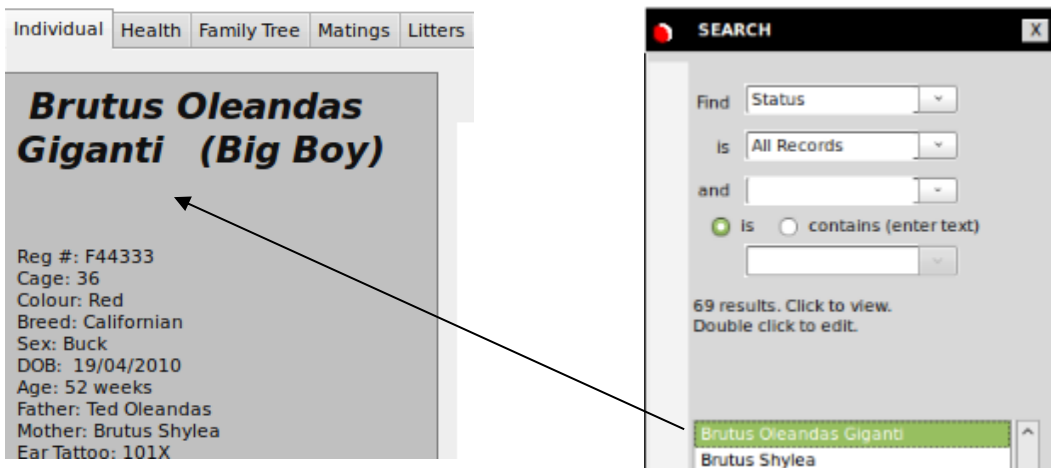 Individual Health Family Tree Matings Litters
Brutus Oleandas
Giganti (Big Boy)
Reg #: F44333
Cage: 36
Colour: Red
Breed: Californian
Sex: Buck
DOB: 19/04/2010
Age: 52 weeks
Father: Ted Oleandas
Mother: Brutus Shylea
Ear Tattoo: 101X
SEARCH X
Find Status
is All Records
and
is contains (enter text)
69 results. Click to view.
Double click to edit.
Brutus Oleandas Giganti
Brutus Shylea